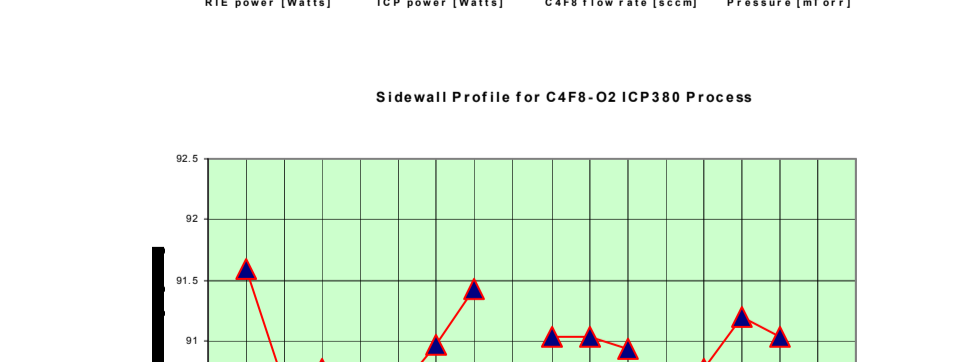 RIE power [Watts] ICP power [Watts] C4F8 flow rate [sccm] Pressure [mTorr]
Sidewall Profile for C4F8-O2 ICP380 Process
92.5
92
91.5
91